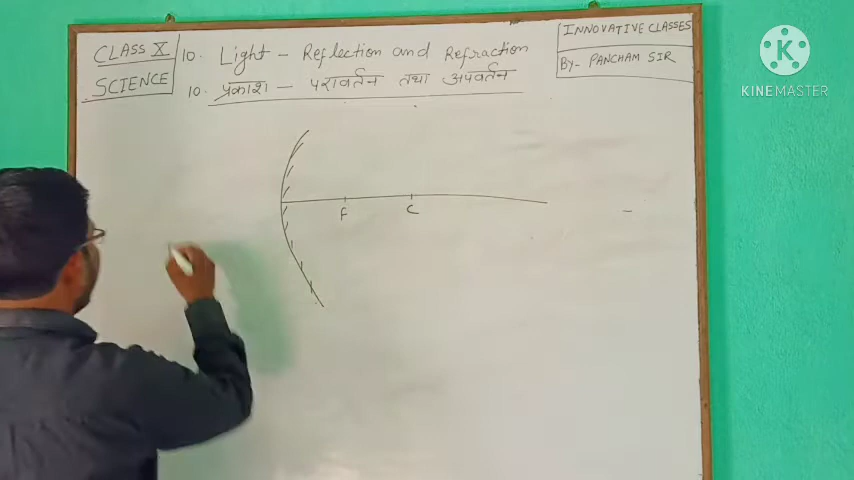 CLASS X
SCIENCE
10. Light - Reflection and Refraction
10. प्रकाश - परावर्तन तथा अपवर्तन
INNOVATIVE CLASSES
By- PANCHAM SIR
K
KINEMASTER
F
C